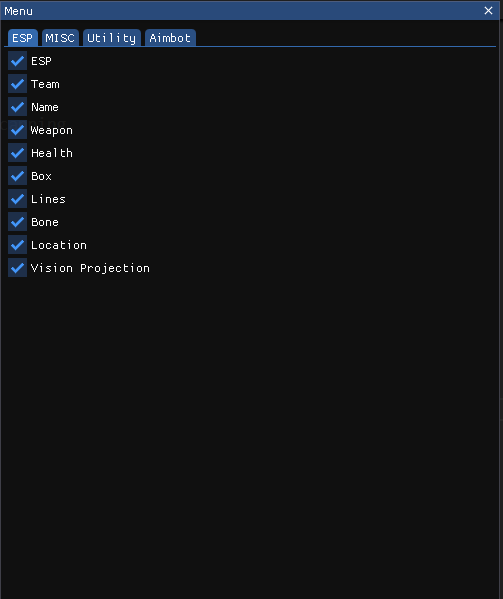 Menu
ESP MISC Utility Aimbot
ESP
Team
Name
Weapon
Health
Box
Lines
Bone
Location
Vision Projection